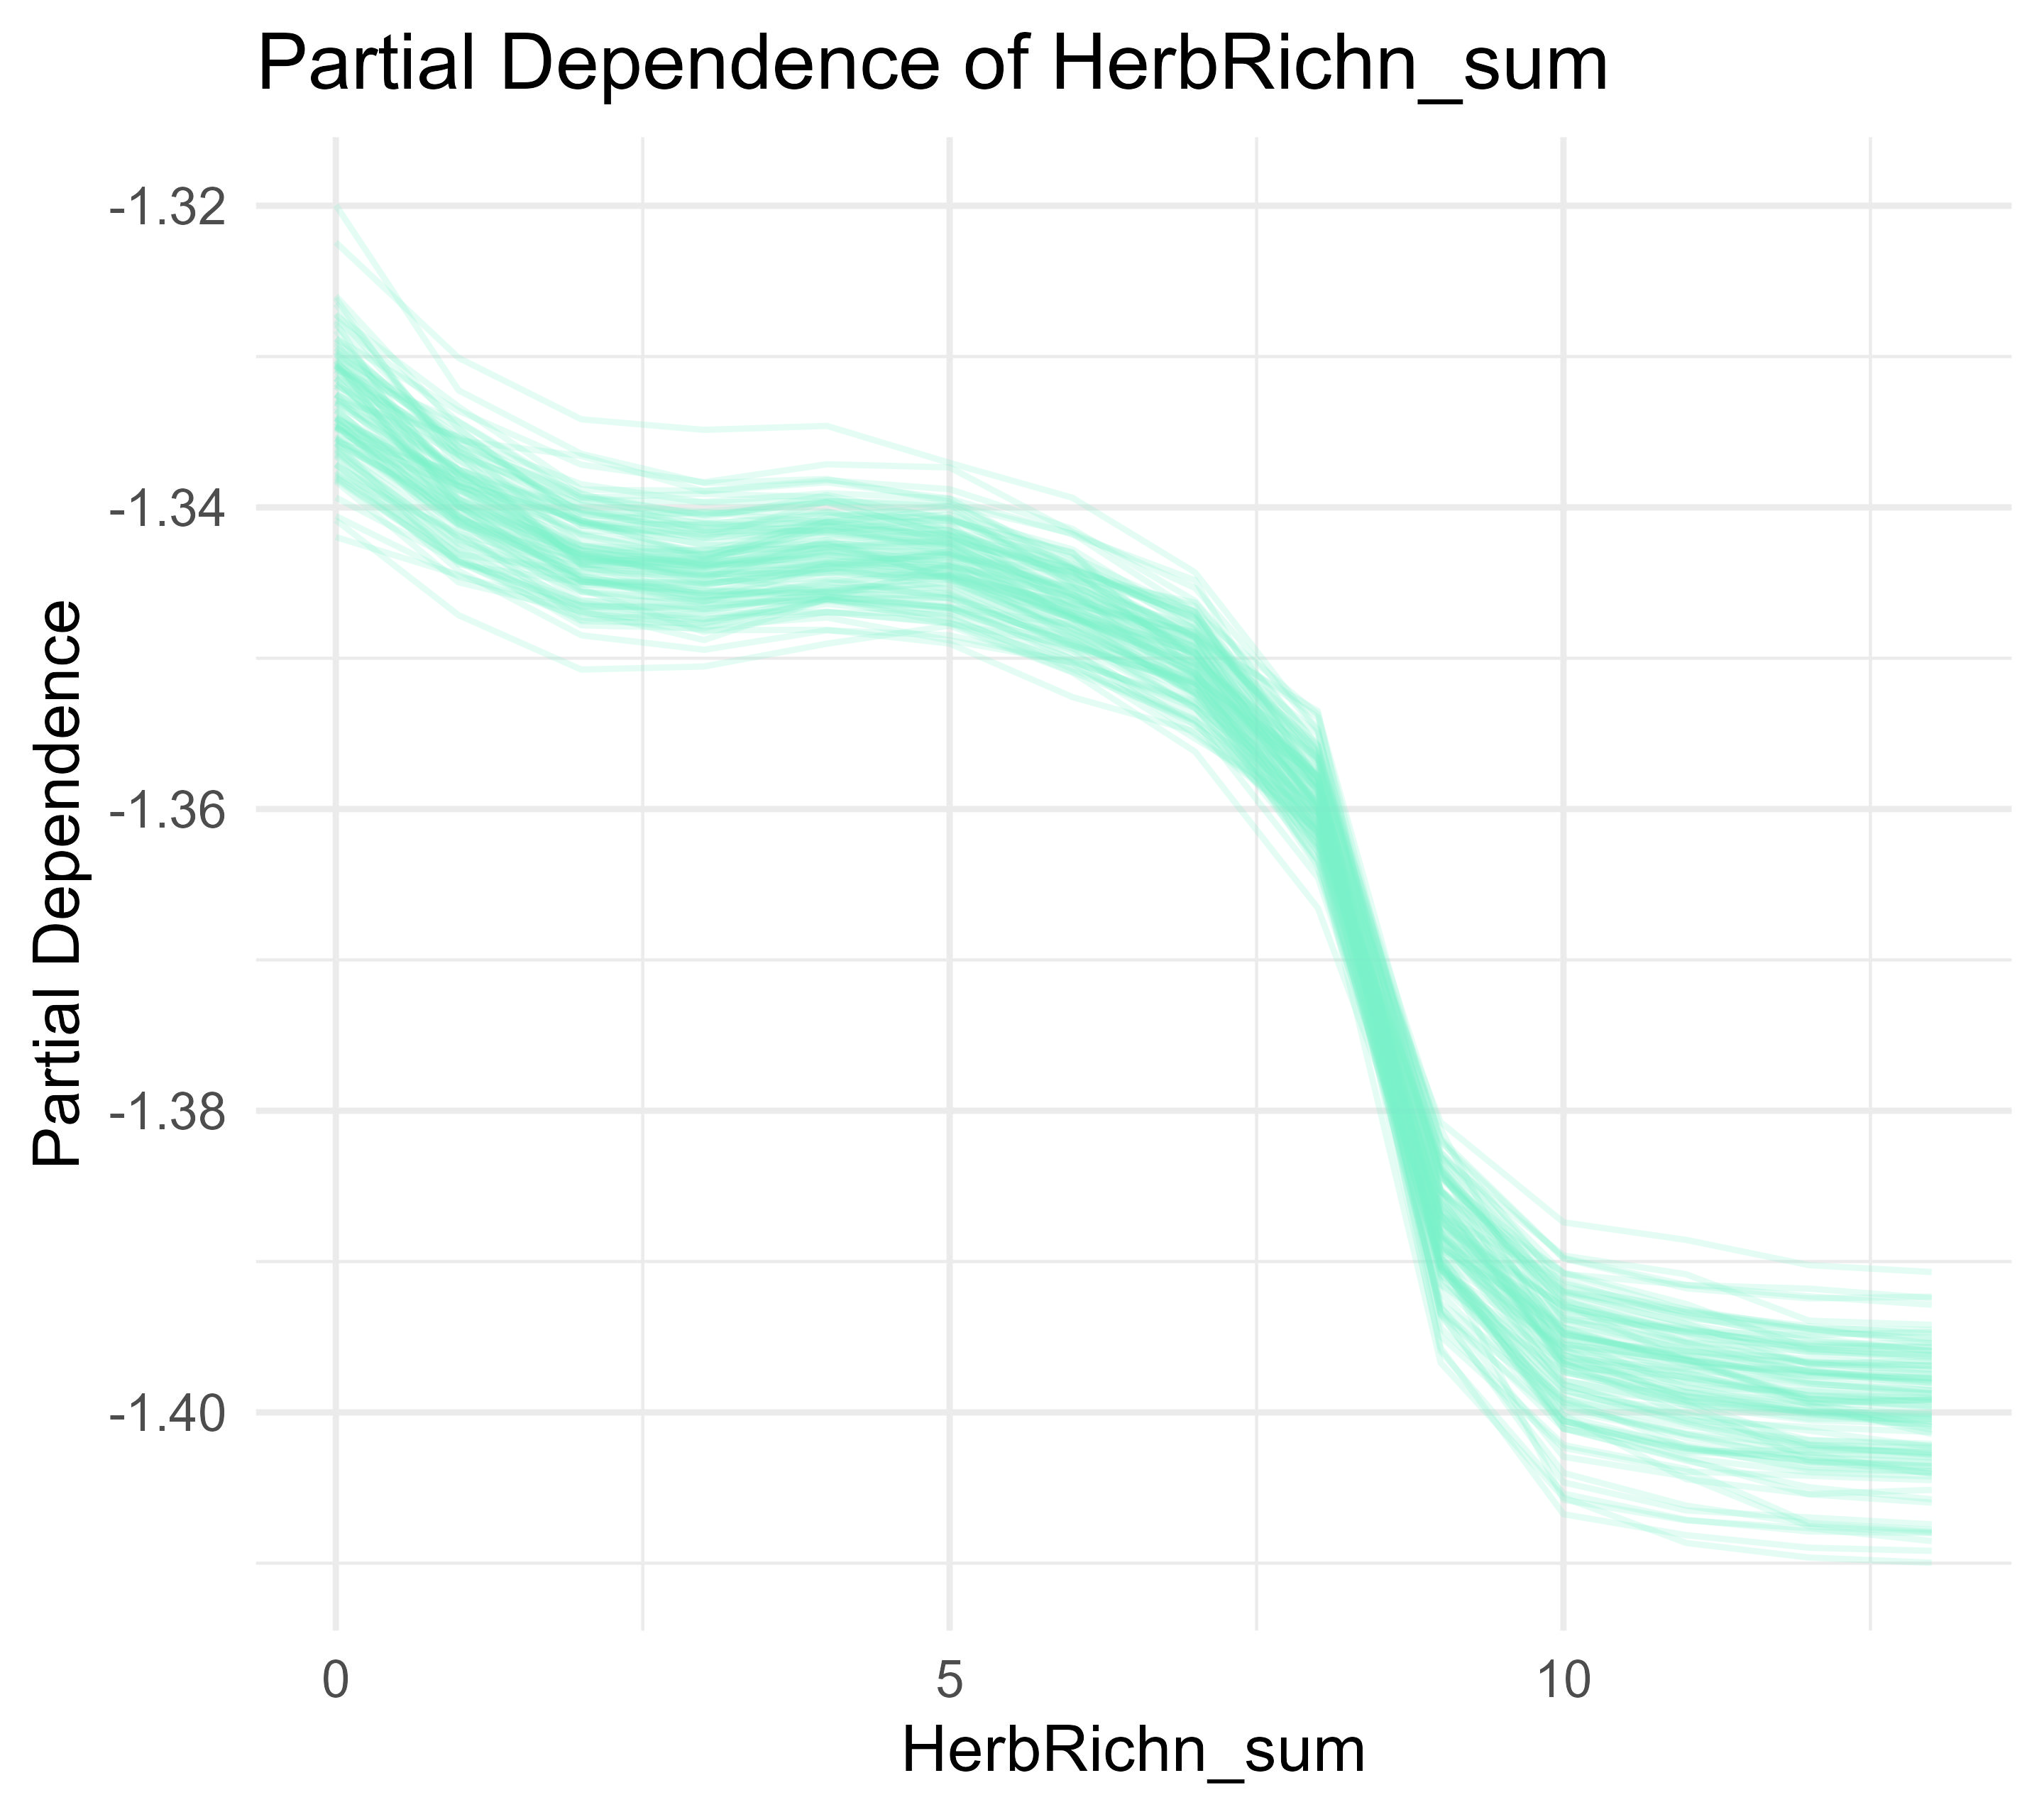 Partial Dependence of HerbRichn_sum
-1.32
-1.34
-1.36
-1.38
-1.40
Partial Dependence
0 5 10
HerbRichn_sum